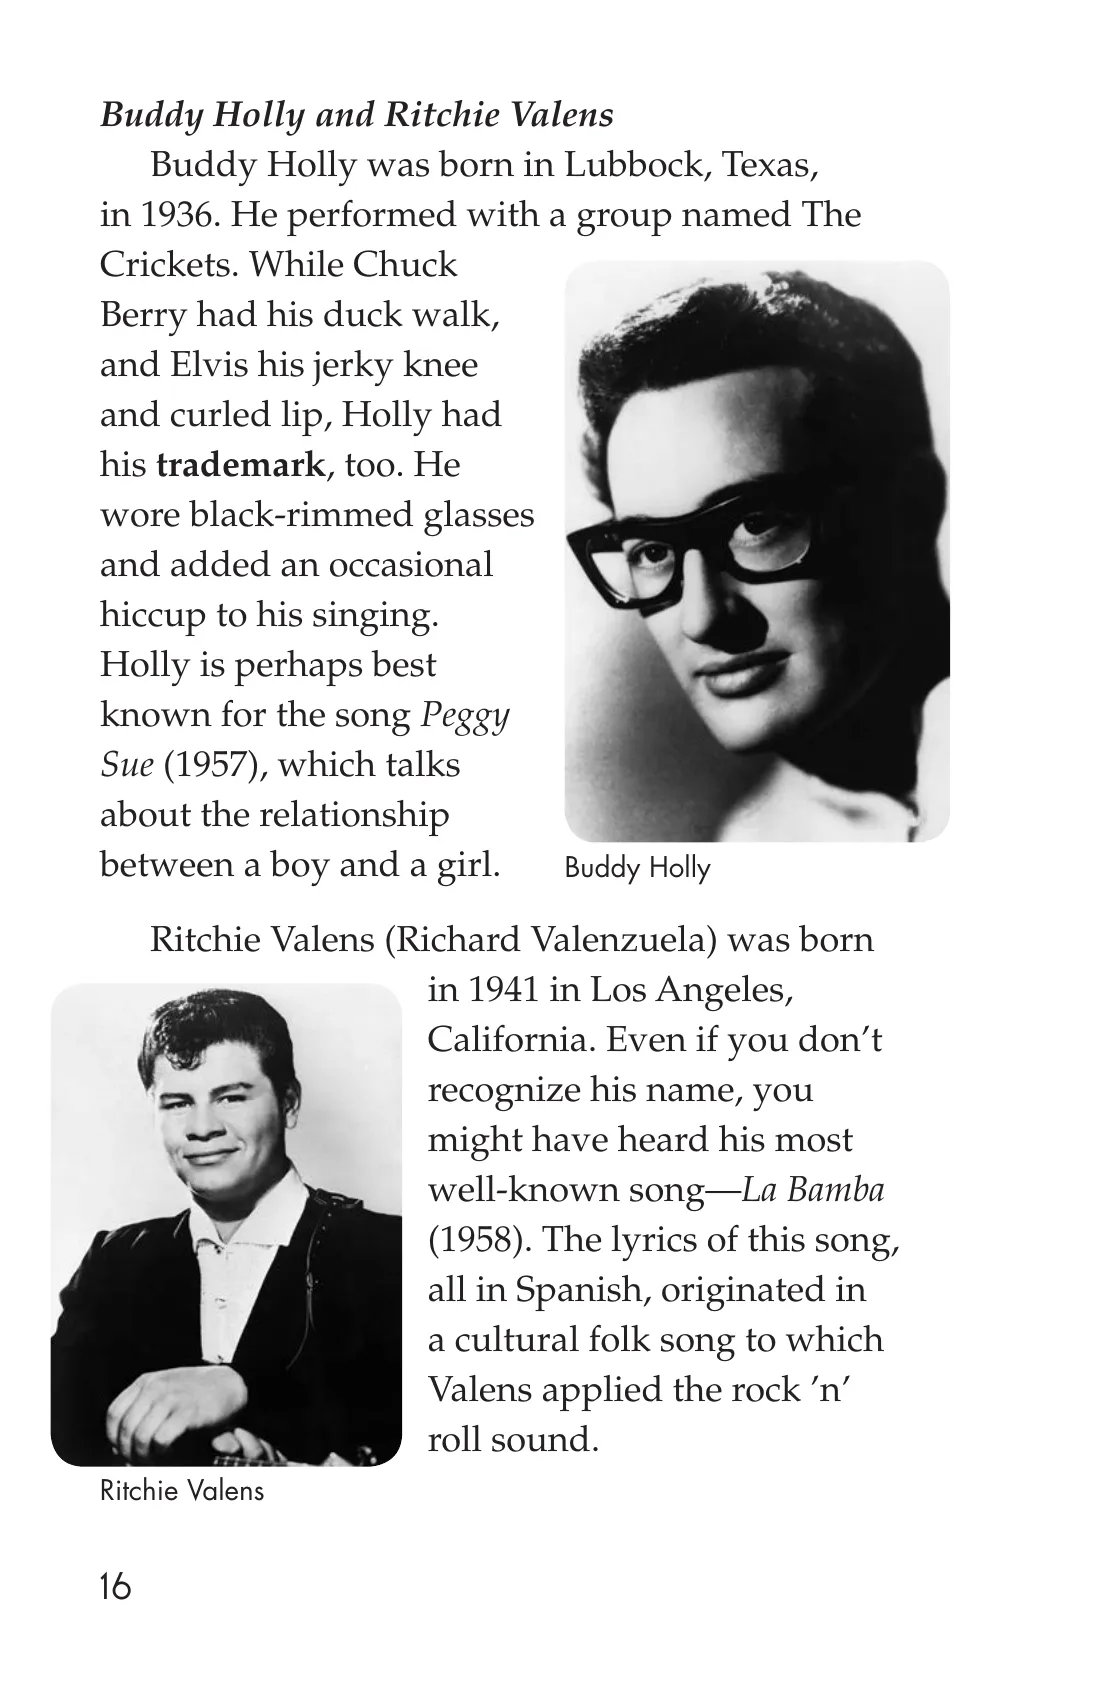 Buddy Holly and Ritchie Valens
Buddy Holly was born in Lubbock, Texas,
in 1936. He performed with a group named The
Crickets. While Chuck
Berry had his duck walk,
and Elvis his jerky knee
and curled lip, Holly had
his trademark, too. He
wore black-rimmed glasses
and added an occasional
hiccup to his singing.
Holly is perhaps best
known for the song Peggy
Sue (1957), which talks
about the relationship
between a boy and a girl.
Buddy Holly
Ritchie Valens (Richard Valenzuela) was born
in 1941 in Los Angeles,
California. Even if you don’t
recognize his name, you
might have heard his most
well-known song—La Bamba
(1958). The lyrics of this song,
all in Spanish, originated in
a cultural folk song to which
Valens applied the rock ’n’
roll sound.
Ritchie Valens
16